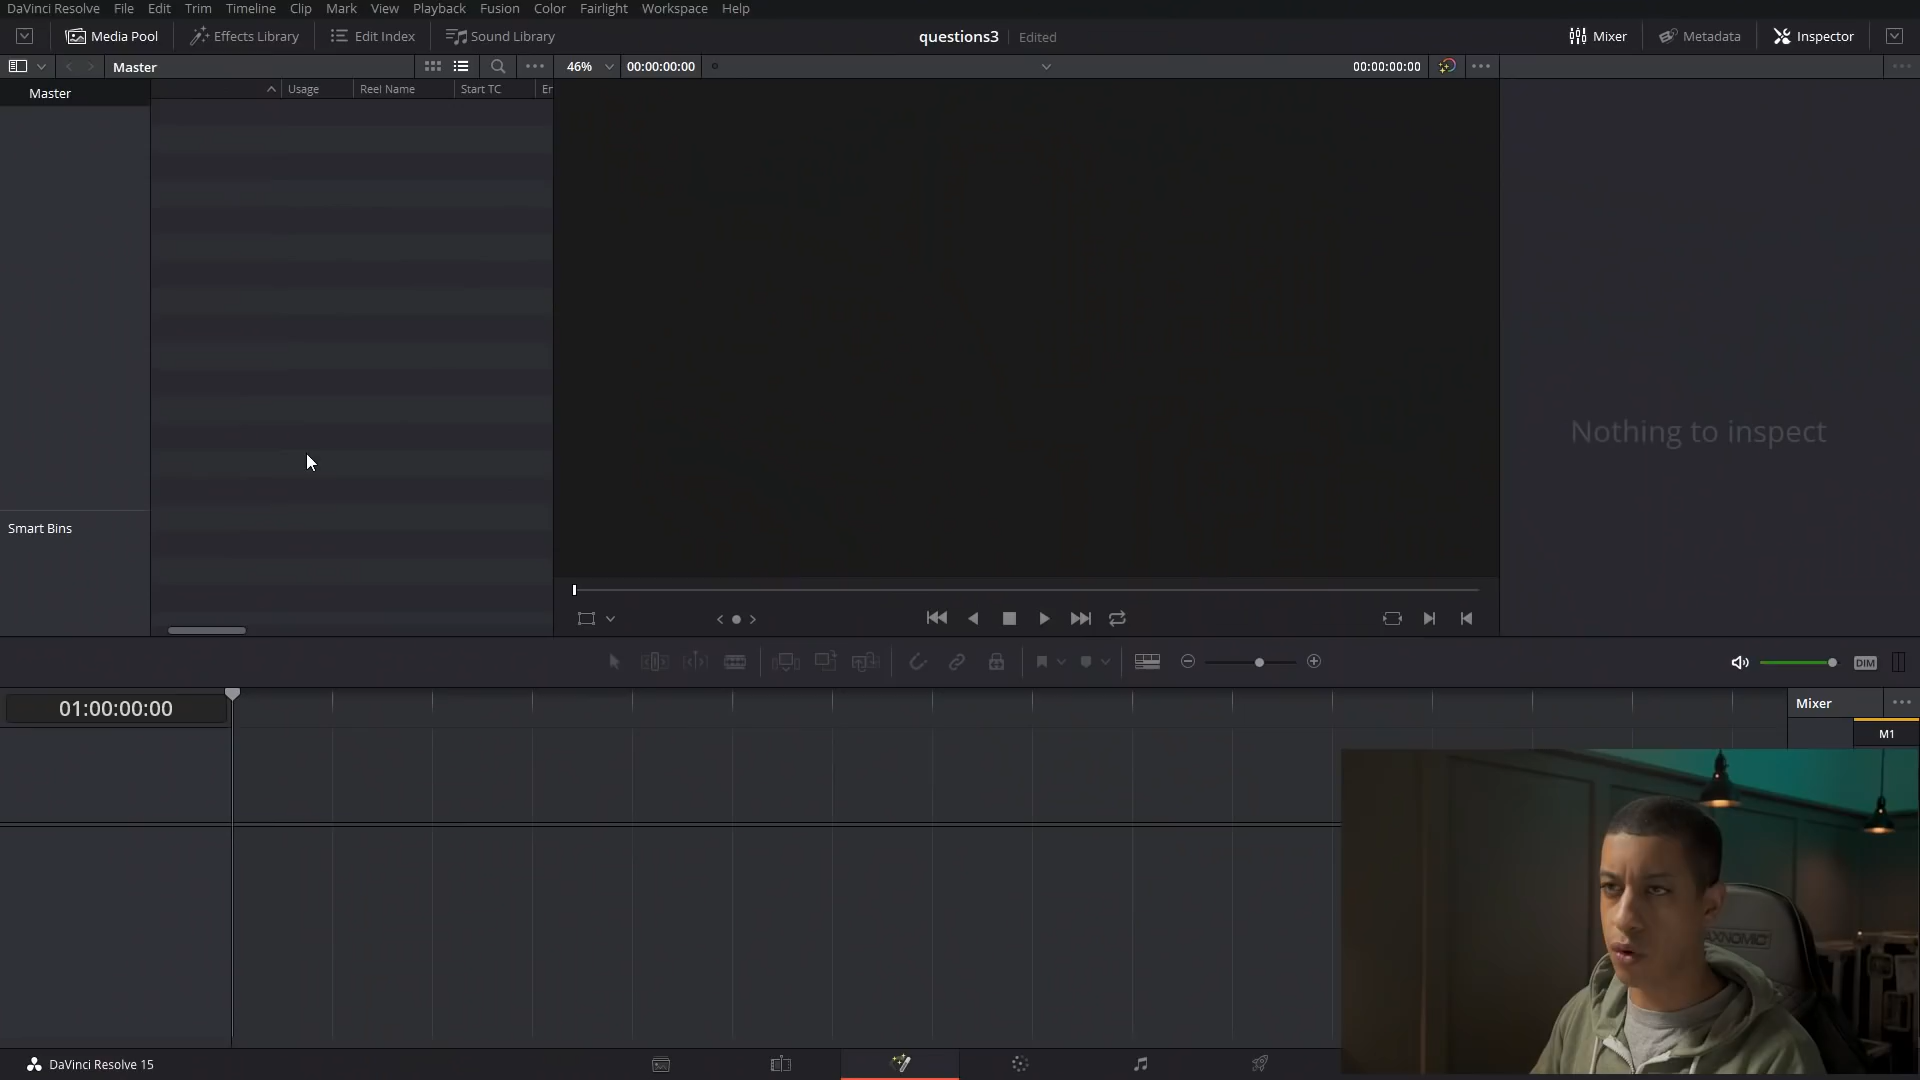 DaVinci Resolve File Edit Trim Timeline Clip Mark View Playback Fusion Color Fairlight Workspace Help
Media Pool Effects Library Edit Index Sound Library questions3 Edited Mixer Metadata Inspector
Master 46% 00:00:00:00 00:00:00:00
Master Usage Reel Name Start TC En
Nothing to inspect
Smart Bins
DIM
01:00:00:00 Mixer
M1
AXNOMIC
DaVinci Resolve 15